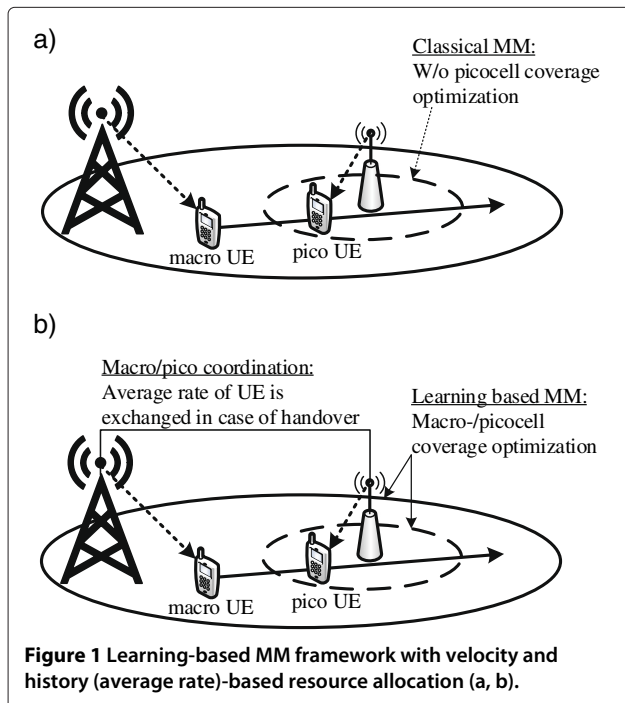 a)
Classical MM:
W/o picocell coverage
optimization
macro UE
pico UE
b)
Macro/pico coordination:
Average rate of UE is
exchanged in case of handover
Learning based MM:
Macro-/picocell
coverage optimization
macro UE
pico UE
Figure 1 Learning-based MM framework with velocity and
history (average rate)-based resource allocation (a, b).